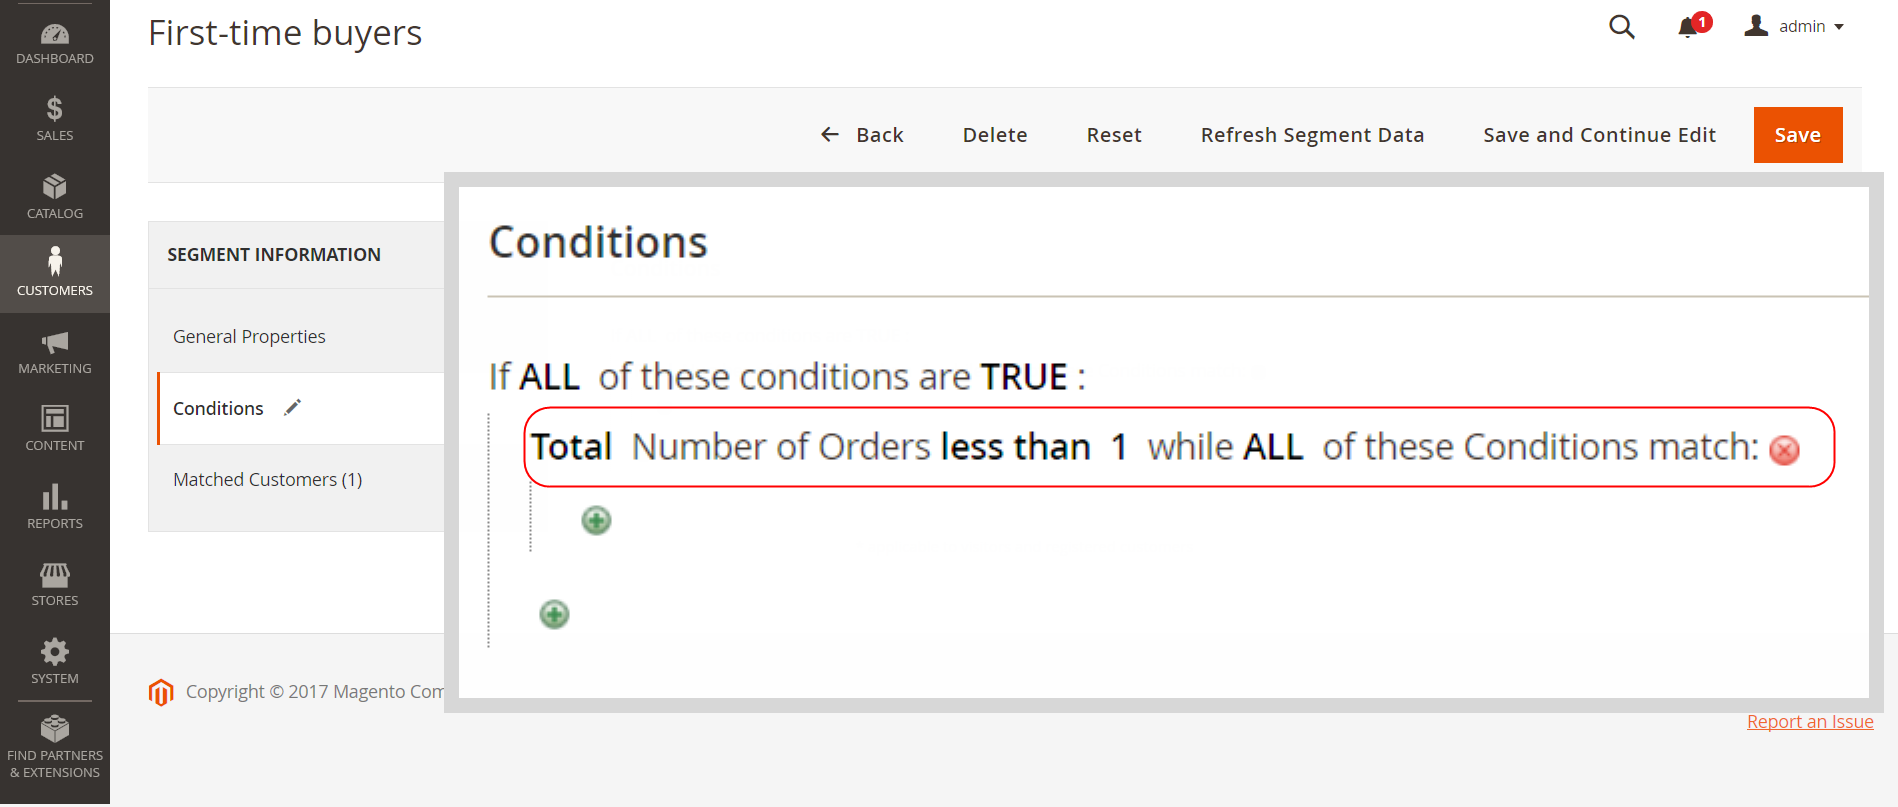 First-time buyers
1
admin
Back
Delete
Reset
Refresh Segment Data
Save and Continue Edit
Save
DASHBOARD
$
SALES
CATALOG
CUSTOMERS
MARKETING
CONTENT
REPORTS
STORES
SYSTEM
FIND PARTNERS
& EXTENSIONS
SEGMENT INFORMATION
General Properties
Conditions
Matched Customers (1)
Conditions
If ALL of these conditions are TRUE :
Total Number of Orders less than 1 while ALL of these Conditions match:
Copyright © 2017 Magento Com
Report an Issue